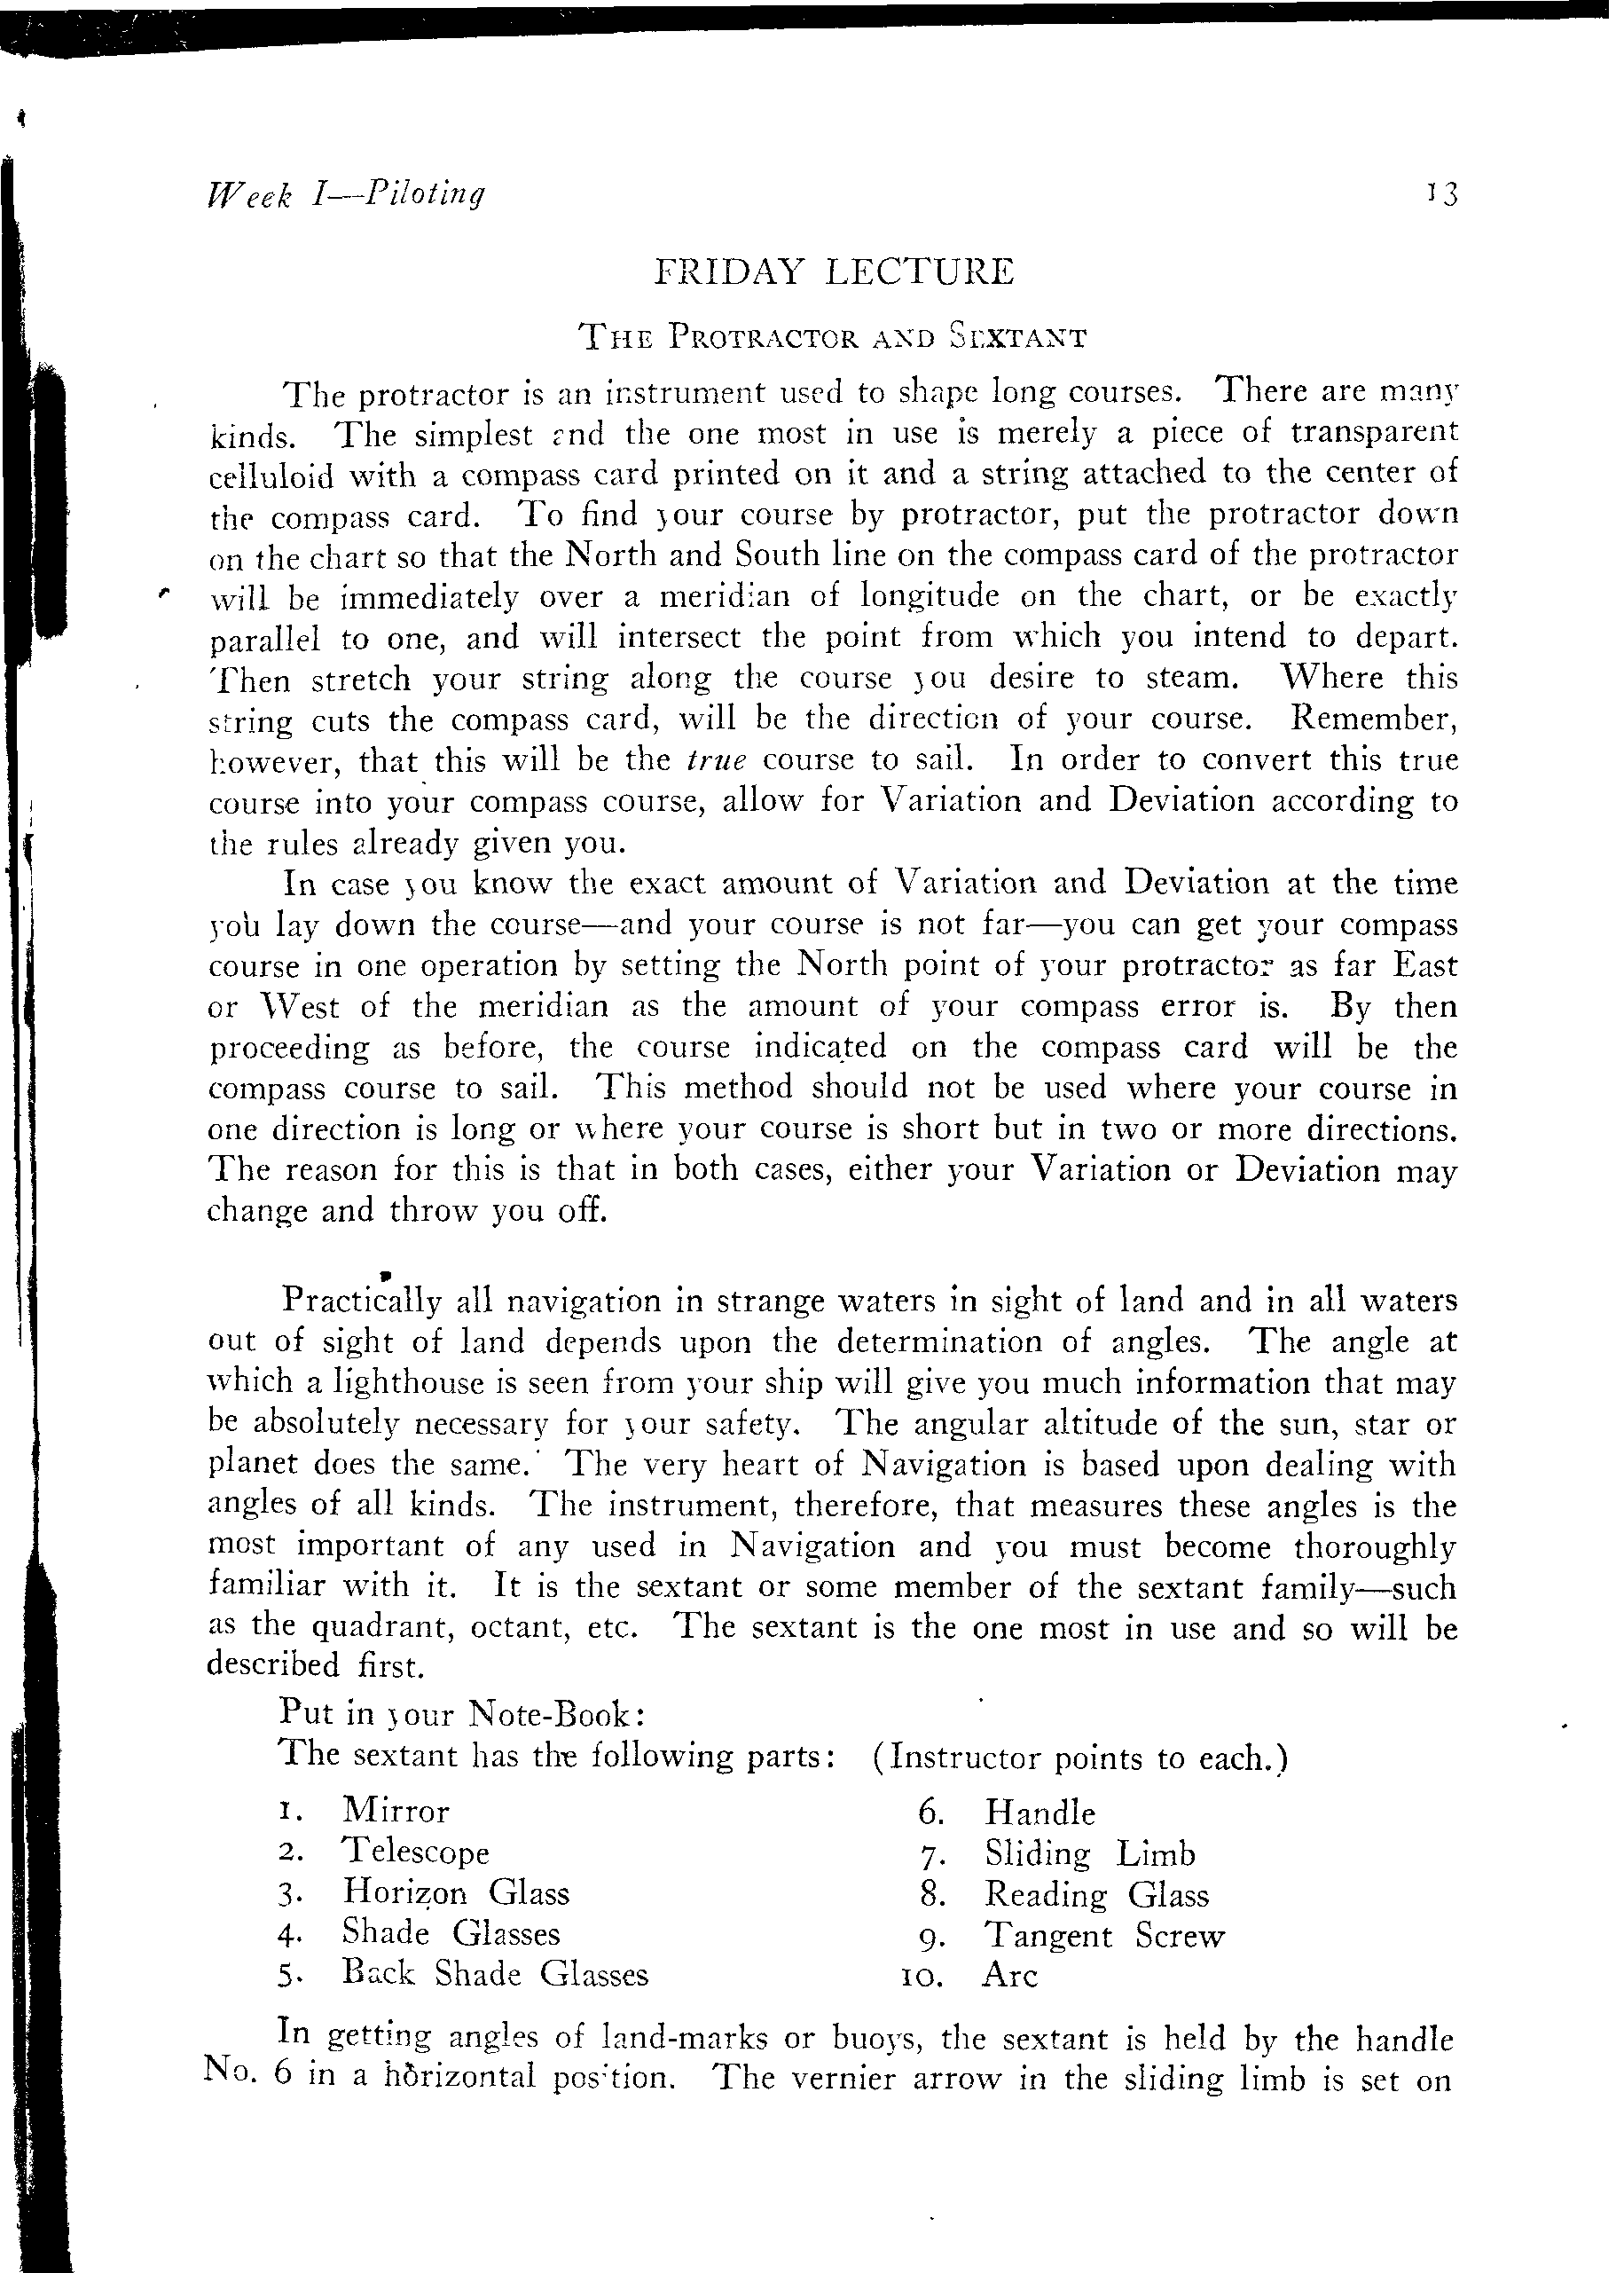 Week I—Piloting 13
FRIDAY LECTURE
THE PROTRACTOR AND SEXTANT
The protractor is an instrument used to shape long courses. There are many
kinds. The simplest and the one most in use is merely a piece of transparent
celluloid with a compass card printed on it and a string attached to the center of
the compass card. To find your course by protractor, put the protractor down
on the chart so that the North and South line on the compass card of the protractor
will be immediately over a meridian of longitude on the chart, or be exactly
parallel to one, and will intersect the point from which you intend to depart.
Then stretch your string along the course you desire to steam. Where this
string cuts the compass card, will be the direction of your course. Remember,
however, that this will be the true course to sail. In order to convert this true
course into your compass course, allow for Variation and Deviation according to
the rules already given you.
In case you know the exact amount of Variation and Deviation at the time
you lay down the course—and your course is not far—you can get your compass
course in one operation by setting the North point of your protractor as far East
or West of the meridian as the amount of your compass error is. By then
proceeding as before, the course indicated on the compass card will be the
compass course to sail. This method should not be used where your course in
one direction is long or where your course is short but in two or more directions.
The reason for this is that in both cases, either your Variation or Deviation may
change and throw you off.
Practically all navigation in strange waters in sight of land and in all waters
out of sight of land depends upon the determination of angles. The angle at
which a lighthouse is seen from your ship will give you much information that may
be absolutely necessary for your safety. The angular altitude of the sun, star or
planet does the same. The very heart of Navigation is based upon dealing with
angles of all kinds. The instrument, therefore, that measures these angles is the
most important of any used in Navigation and you must become thoroughly
familiar with it. It is the sextant or some member of the sextant family—such
as the quadrant, octant, etc. The sextant is the one most in use and so will be
described first.
Put in your Note-Book:
The sextant has the following parts: (Instructor points to each.)
1. Mirror 6. Handle
2. Telescope 7. Sliding Limb
3. Horizon Glass 8. Reading Glass
4. Shade Glasses 9. Tangent Screw
5. Back Shade Glasses 10. Arc
In getting angles of land-marks or buoys, the sextant is held by the handle
No. 6 in a horizontal position. The vernier arrow in the sliding limb is set on